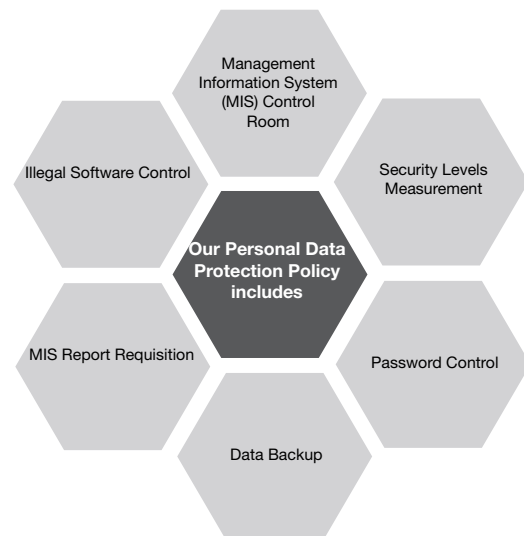 Management
Information System
(MIS) Control
Room
Illegal Software Control
Security Levels
Measurement
Our Personal Data
Protection Policy
includes
MIS Report Requisition
Password Control
Data Backup